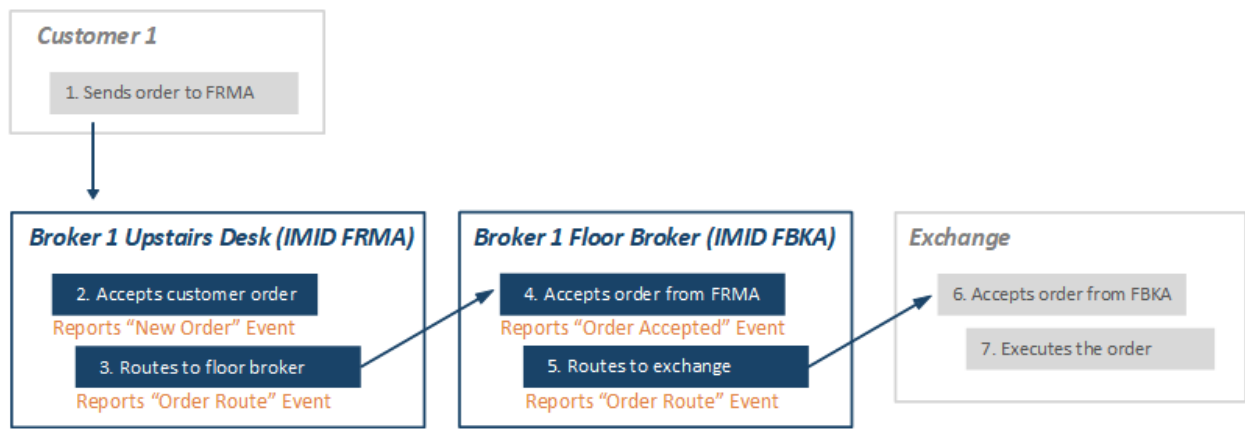 Customer 1
1. Sends order to FRMA
Broker 1 Upstairs Desk (IMID FRMA)
2. Accepts customer order
Reports “New Order” Event
3. Routes to floor broker
Reports “Order Route” Event
Broker 1 Floor Broker (IMID FBKA)
4. Accepts order from FRMA
Reports “Order Accepted” Event
5. Routes to exchange
Reports “Order Route” Event
Exchange
6. Accepts order from FBKA
7. Executes the order